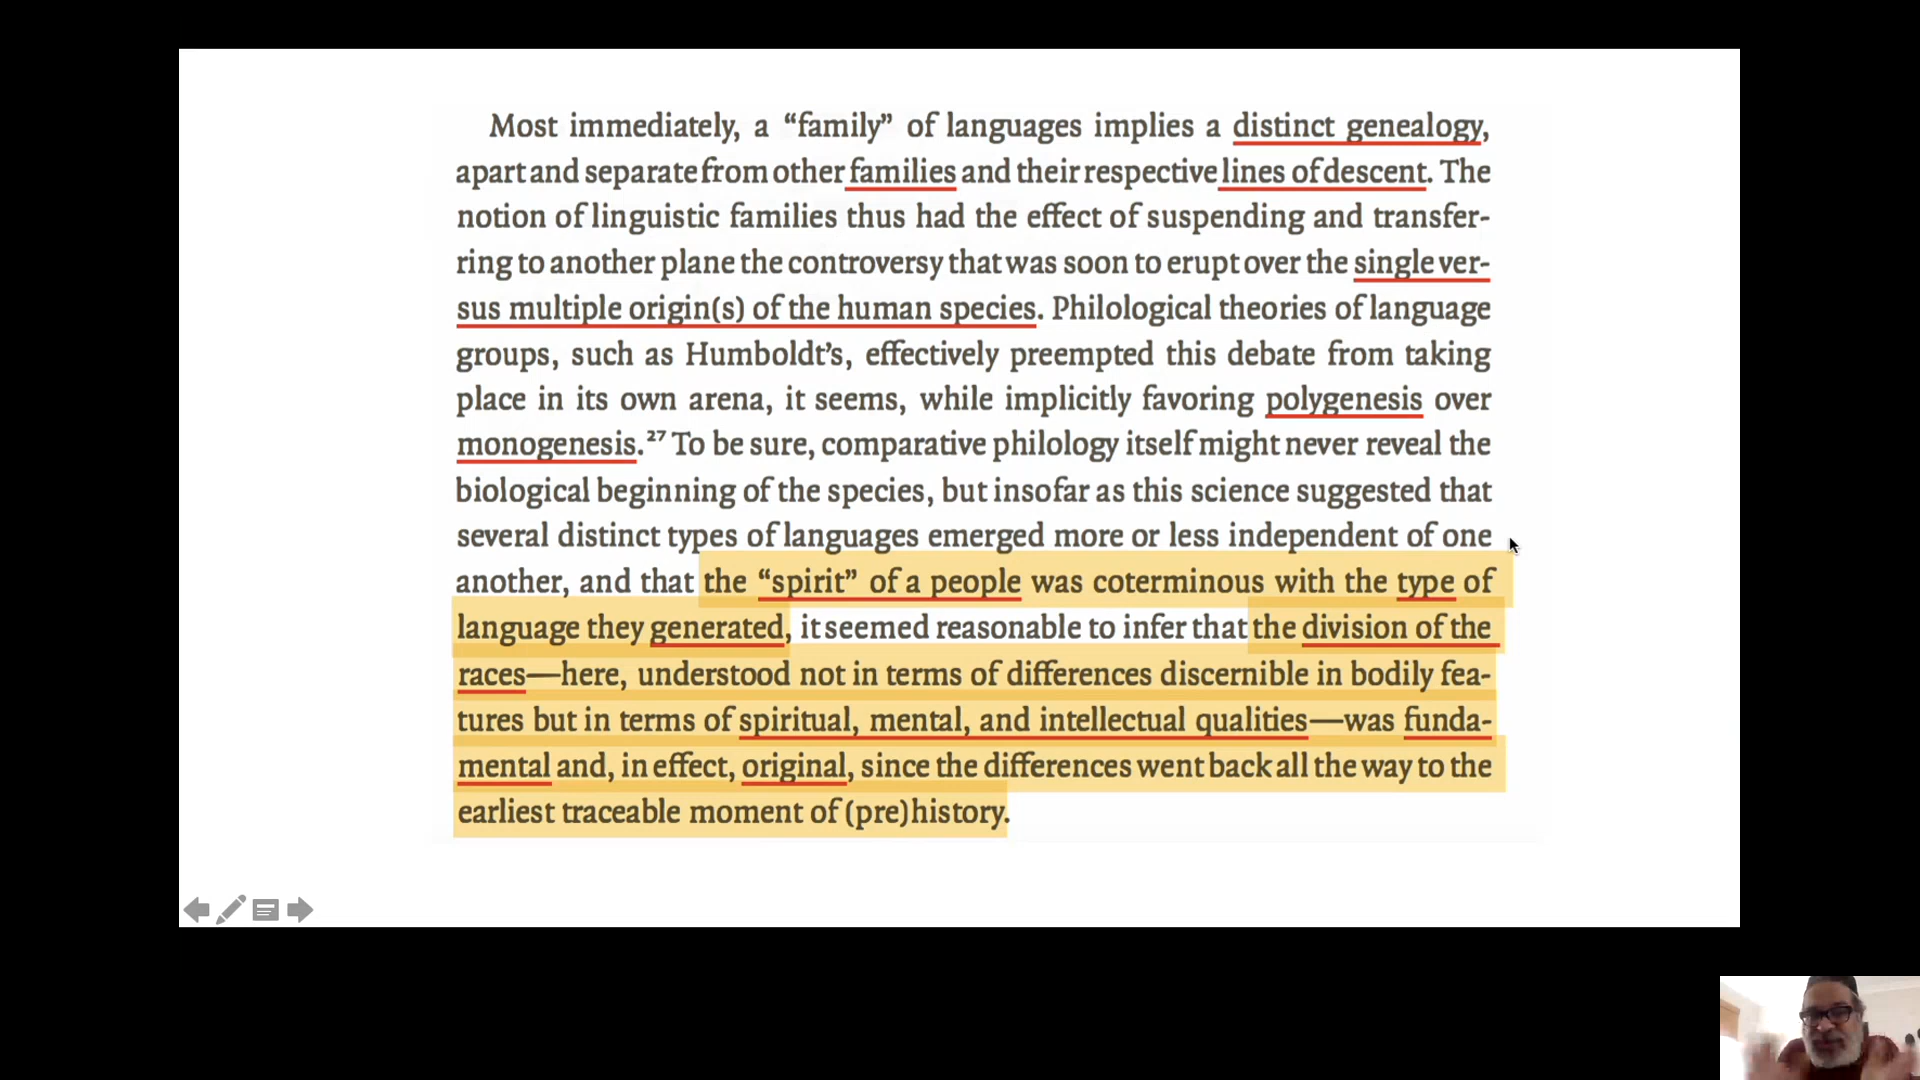 Most immediately, a “family” of languages implies a distinct genealogy,
apart and separate from other families and their respective lines of descent. The
notion of linguistic families thus had the effect of suspending and transfer-
ring to another plane the controversy that was soon to erupt over the single ver-
sus multiple origin(s) of the human species. Philological theories of language
groups, such as Humboldt’s, effectively preempted this debate from taking
place in its own arena, it seems, while implicitly favoring polygenesis over
monogenesis.²⁷ To be sure, comparative philology itself might never reveal the
biological beginning of the species, but insofar as this science suggested that
several distinct types of languages emerged more or less independent of one
another, and that the “spirit” of a people was coterminous with the type of
language they generated, it seemed reasonable to infer that the division of the
races—here, understood not in terms of differences discernible in bodily fea-
tures but in terms of spiritual, mental, and intellectual qualities—was funda-
mental and, in effect, original, since the differences went back all the way to the
earliest traceable moment of (pre)history.